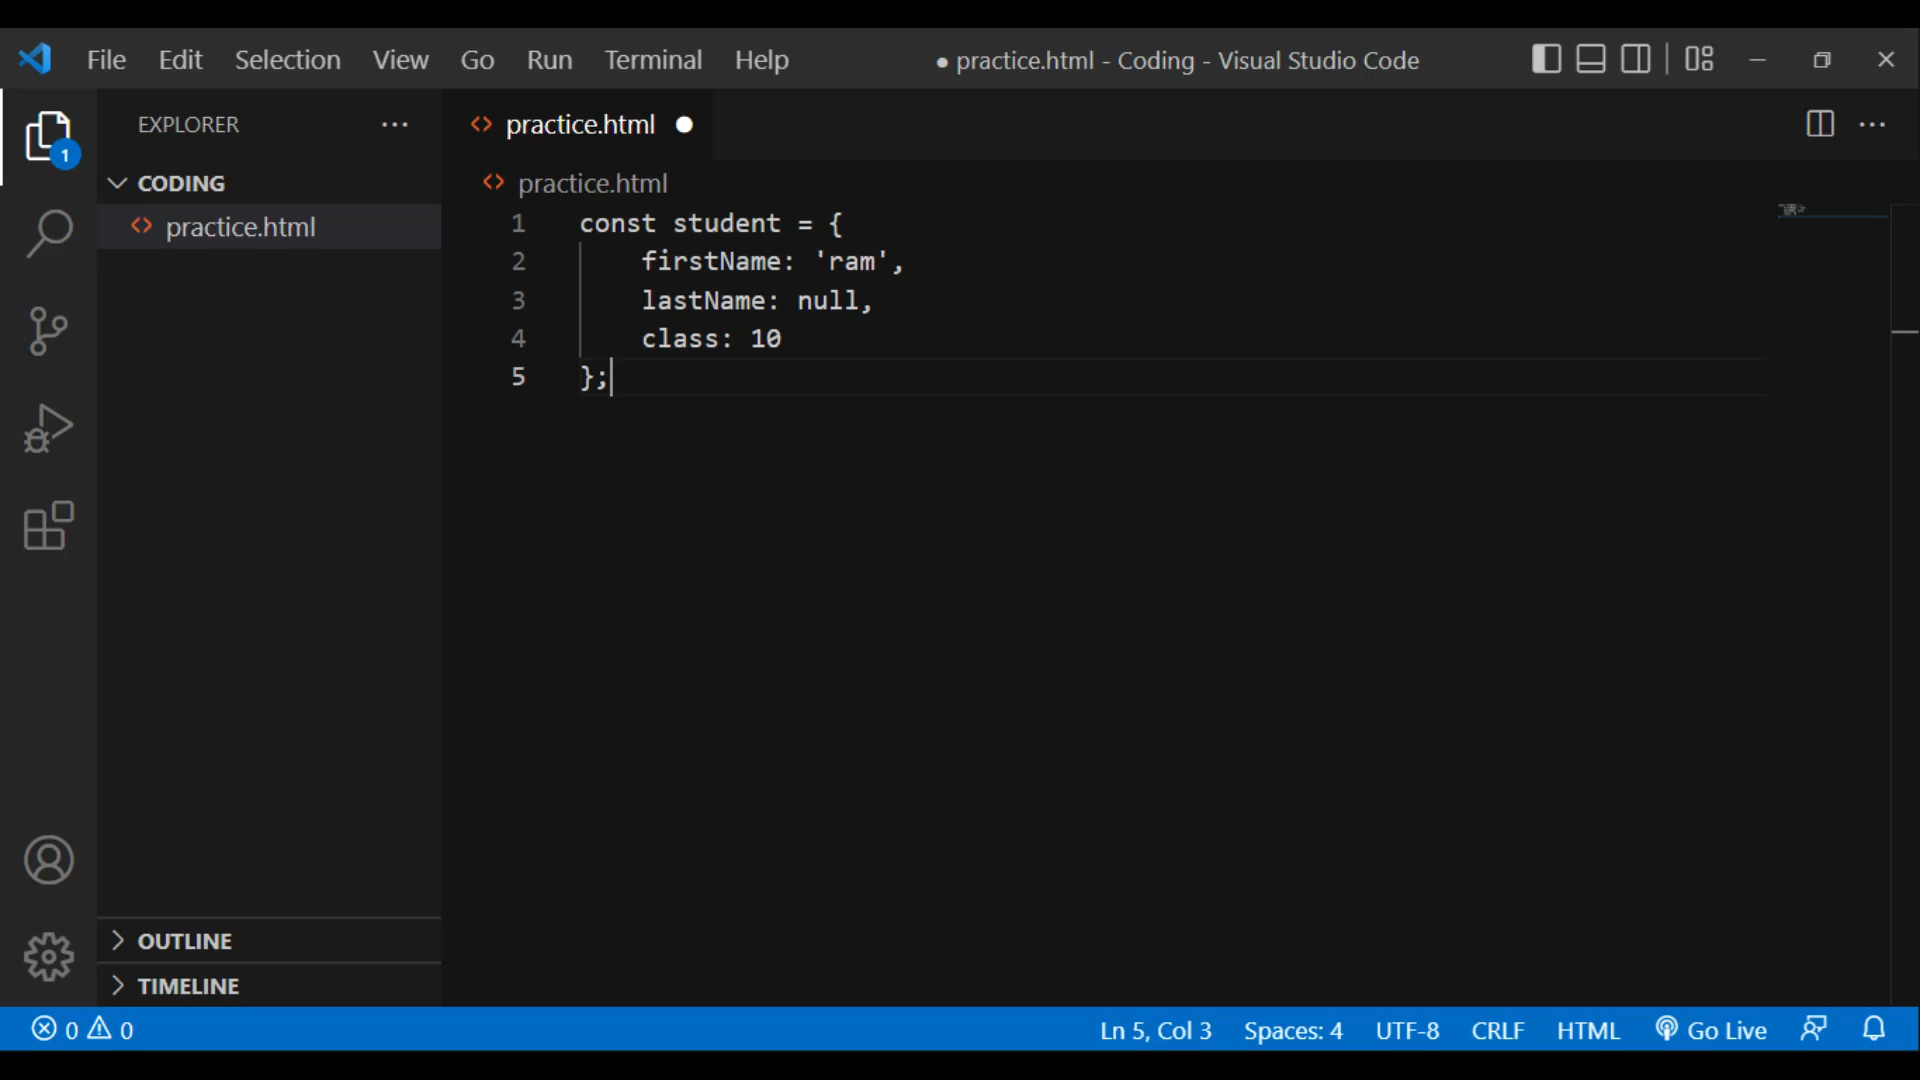 File Edit Selection View Go Run Terminal Help ● practice.html - Coding - Visual Studio Code
EXPLORER ···
1
CODING
practice.html
practice.html ●
practice.html
1 const student = {
2 firstName: 'ram',
3 lastName: null,
4 class: 10
5 };
OUTLINE
TIMELINE
0 0 Ln 5, Col 3 Spaces: 4 UTF-8 CRLF HTML Go Live